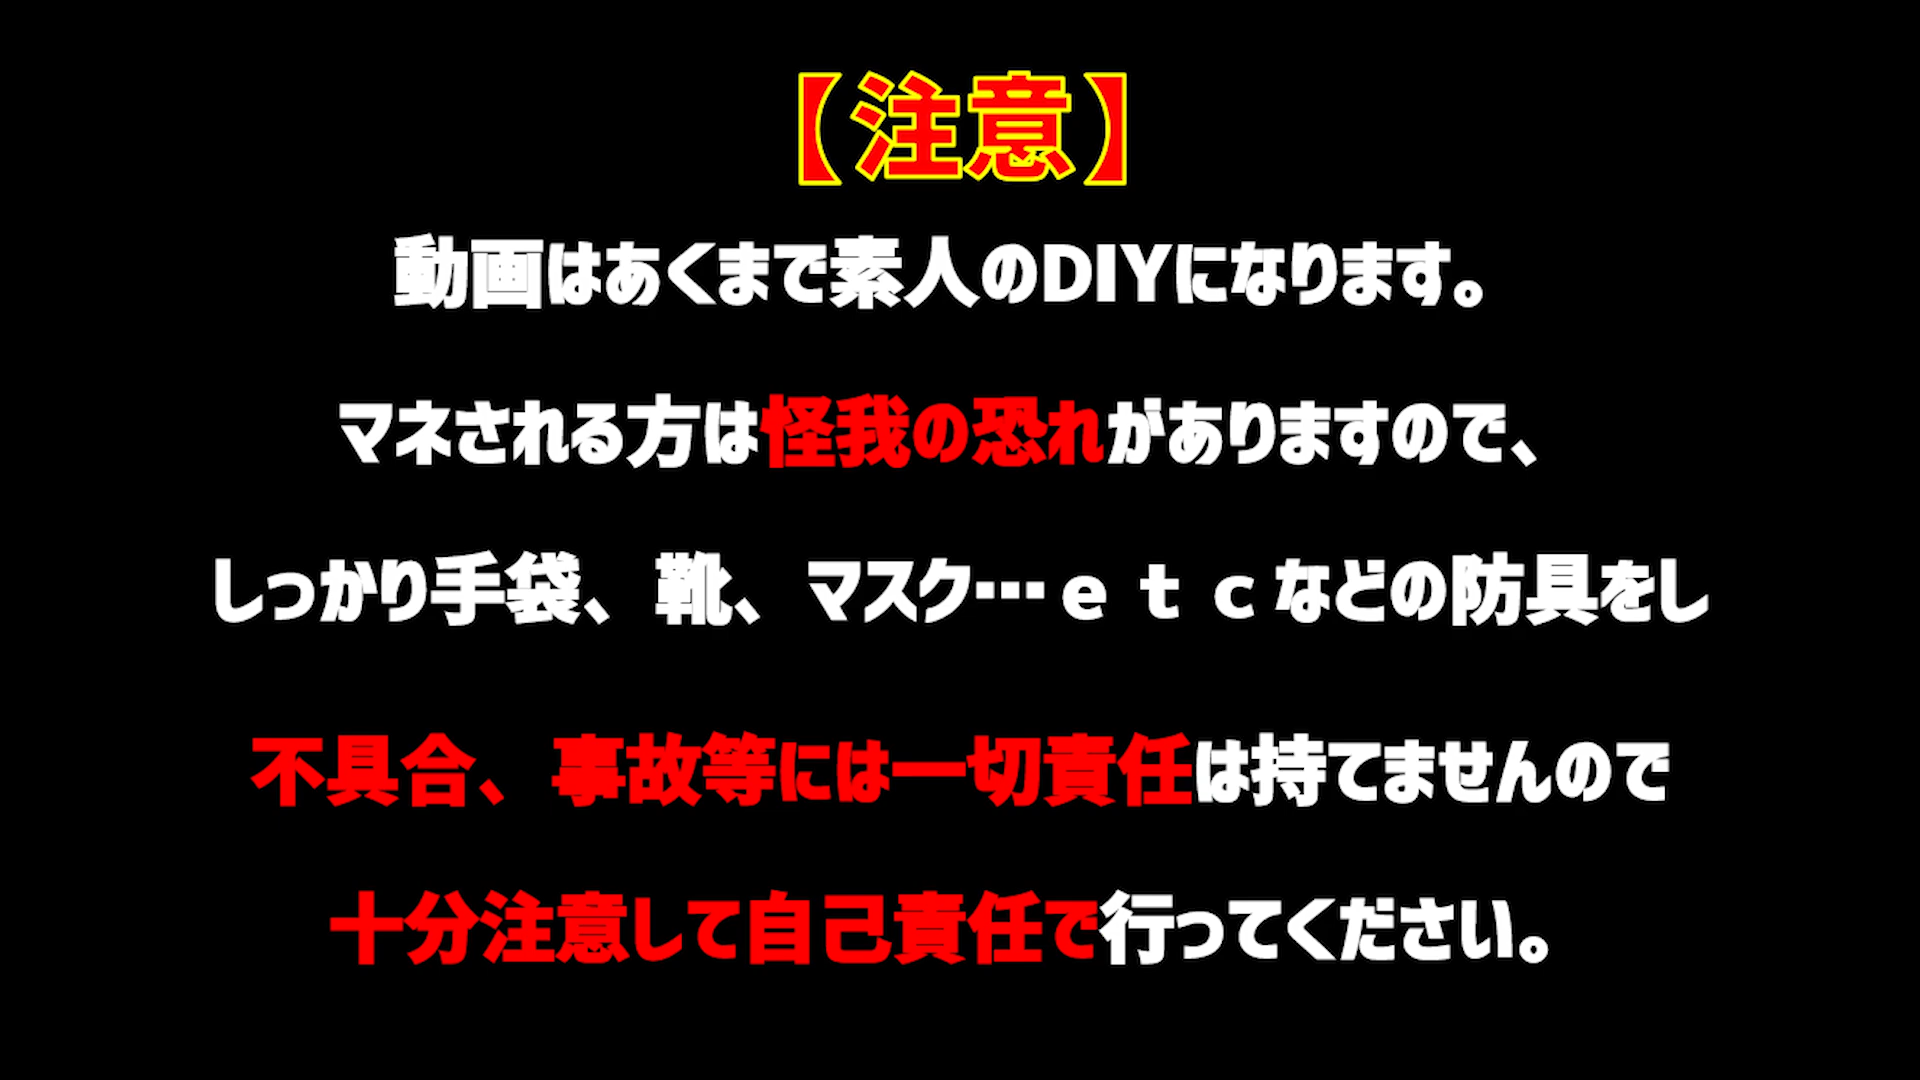 【注意】
動画はあくまで素人のDIYになります。
マネされる方は怪我の恐れがありますので、
しっかり手袋、靴、マスク…ｅｔｃなどの防具をし
不具合、事故等には一切責任は持てませんので
十分注意して自己責任で行ってください。